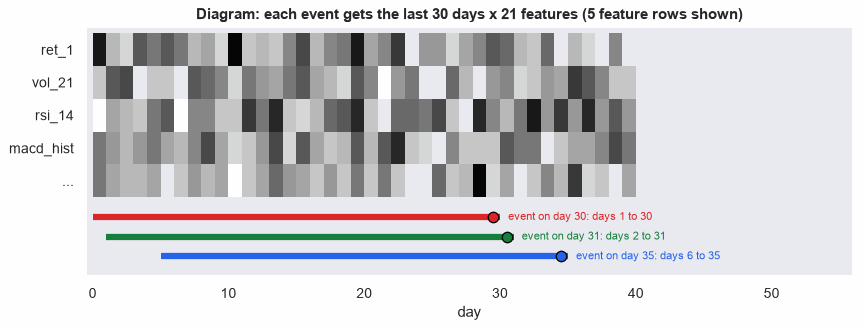 Diagram: each event gets the last 30 days x 21 features (5 feature rows shown)
ret_1
vol_21
rsi_14
macd_hist
...
event on day 30: days 1 to 30
event on day 31: days 2 to 31
event on day 35: days 6 to 35
0 10 20 30 40 50
day